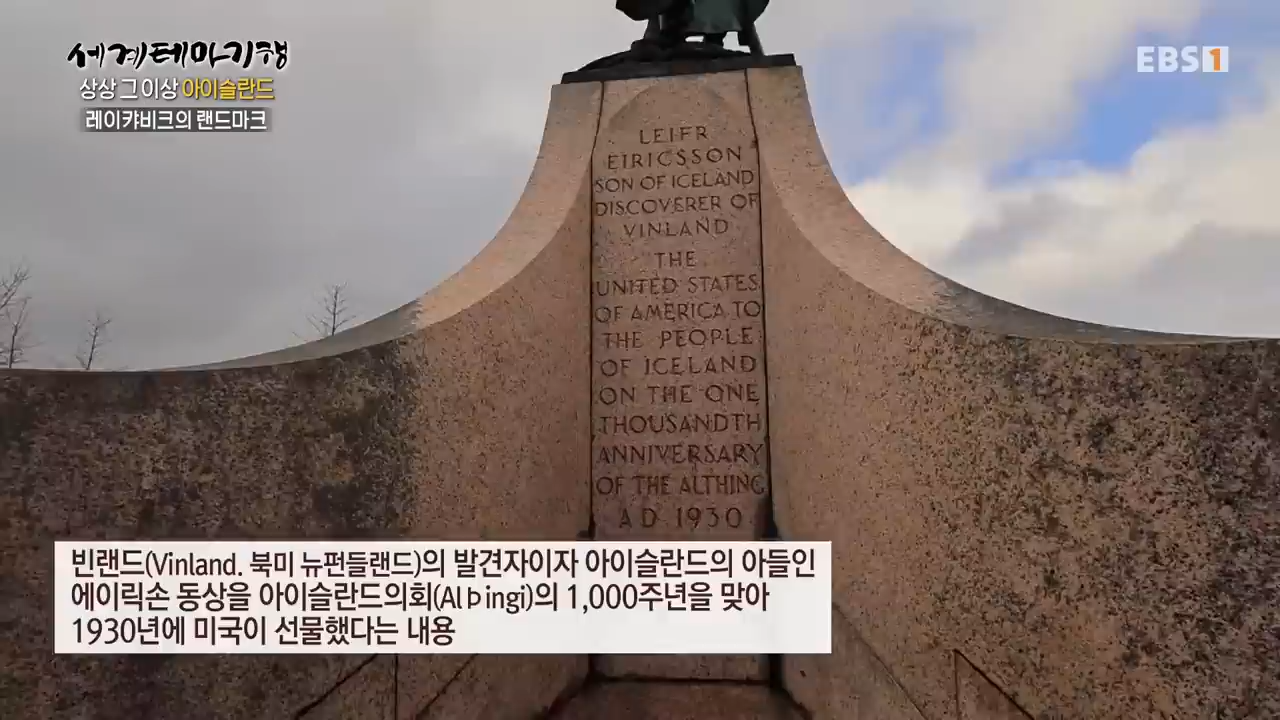 세계테마기행
상상 그 이상 아이슬란드
레이캬비크의 랜드마크
EBS1
LEIFR
EIRICSSON
SON OF ICELAND
DISCOVERER OF
VINLAND
THE
UNITED STATES
OF AMERICA TO
THE PEOPLE
OF ICELAND
ON THE ONE
THOUSANDTH
ANNIVERSARY
OF THE ALTHING
AD 1930
빈랜드(Vinland. 북미 뉴펀들랜드)의 발견자이자 아이슬란드의 아들인
에이릭손 동상을 아이슬란드의회(Alþingi)의 1,000주년을 맞아
1930년에 미국이 선물했다는 내용